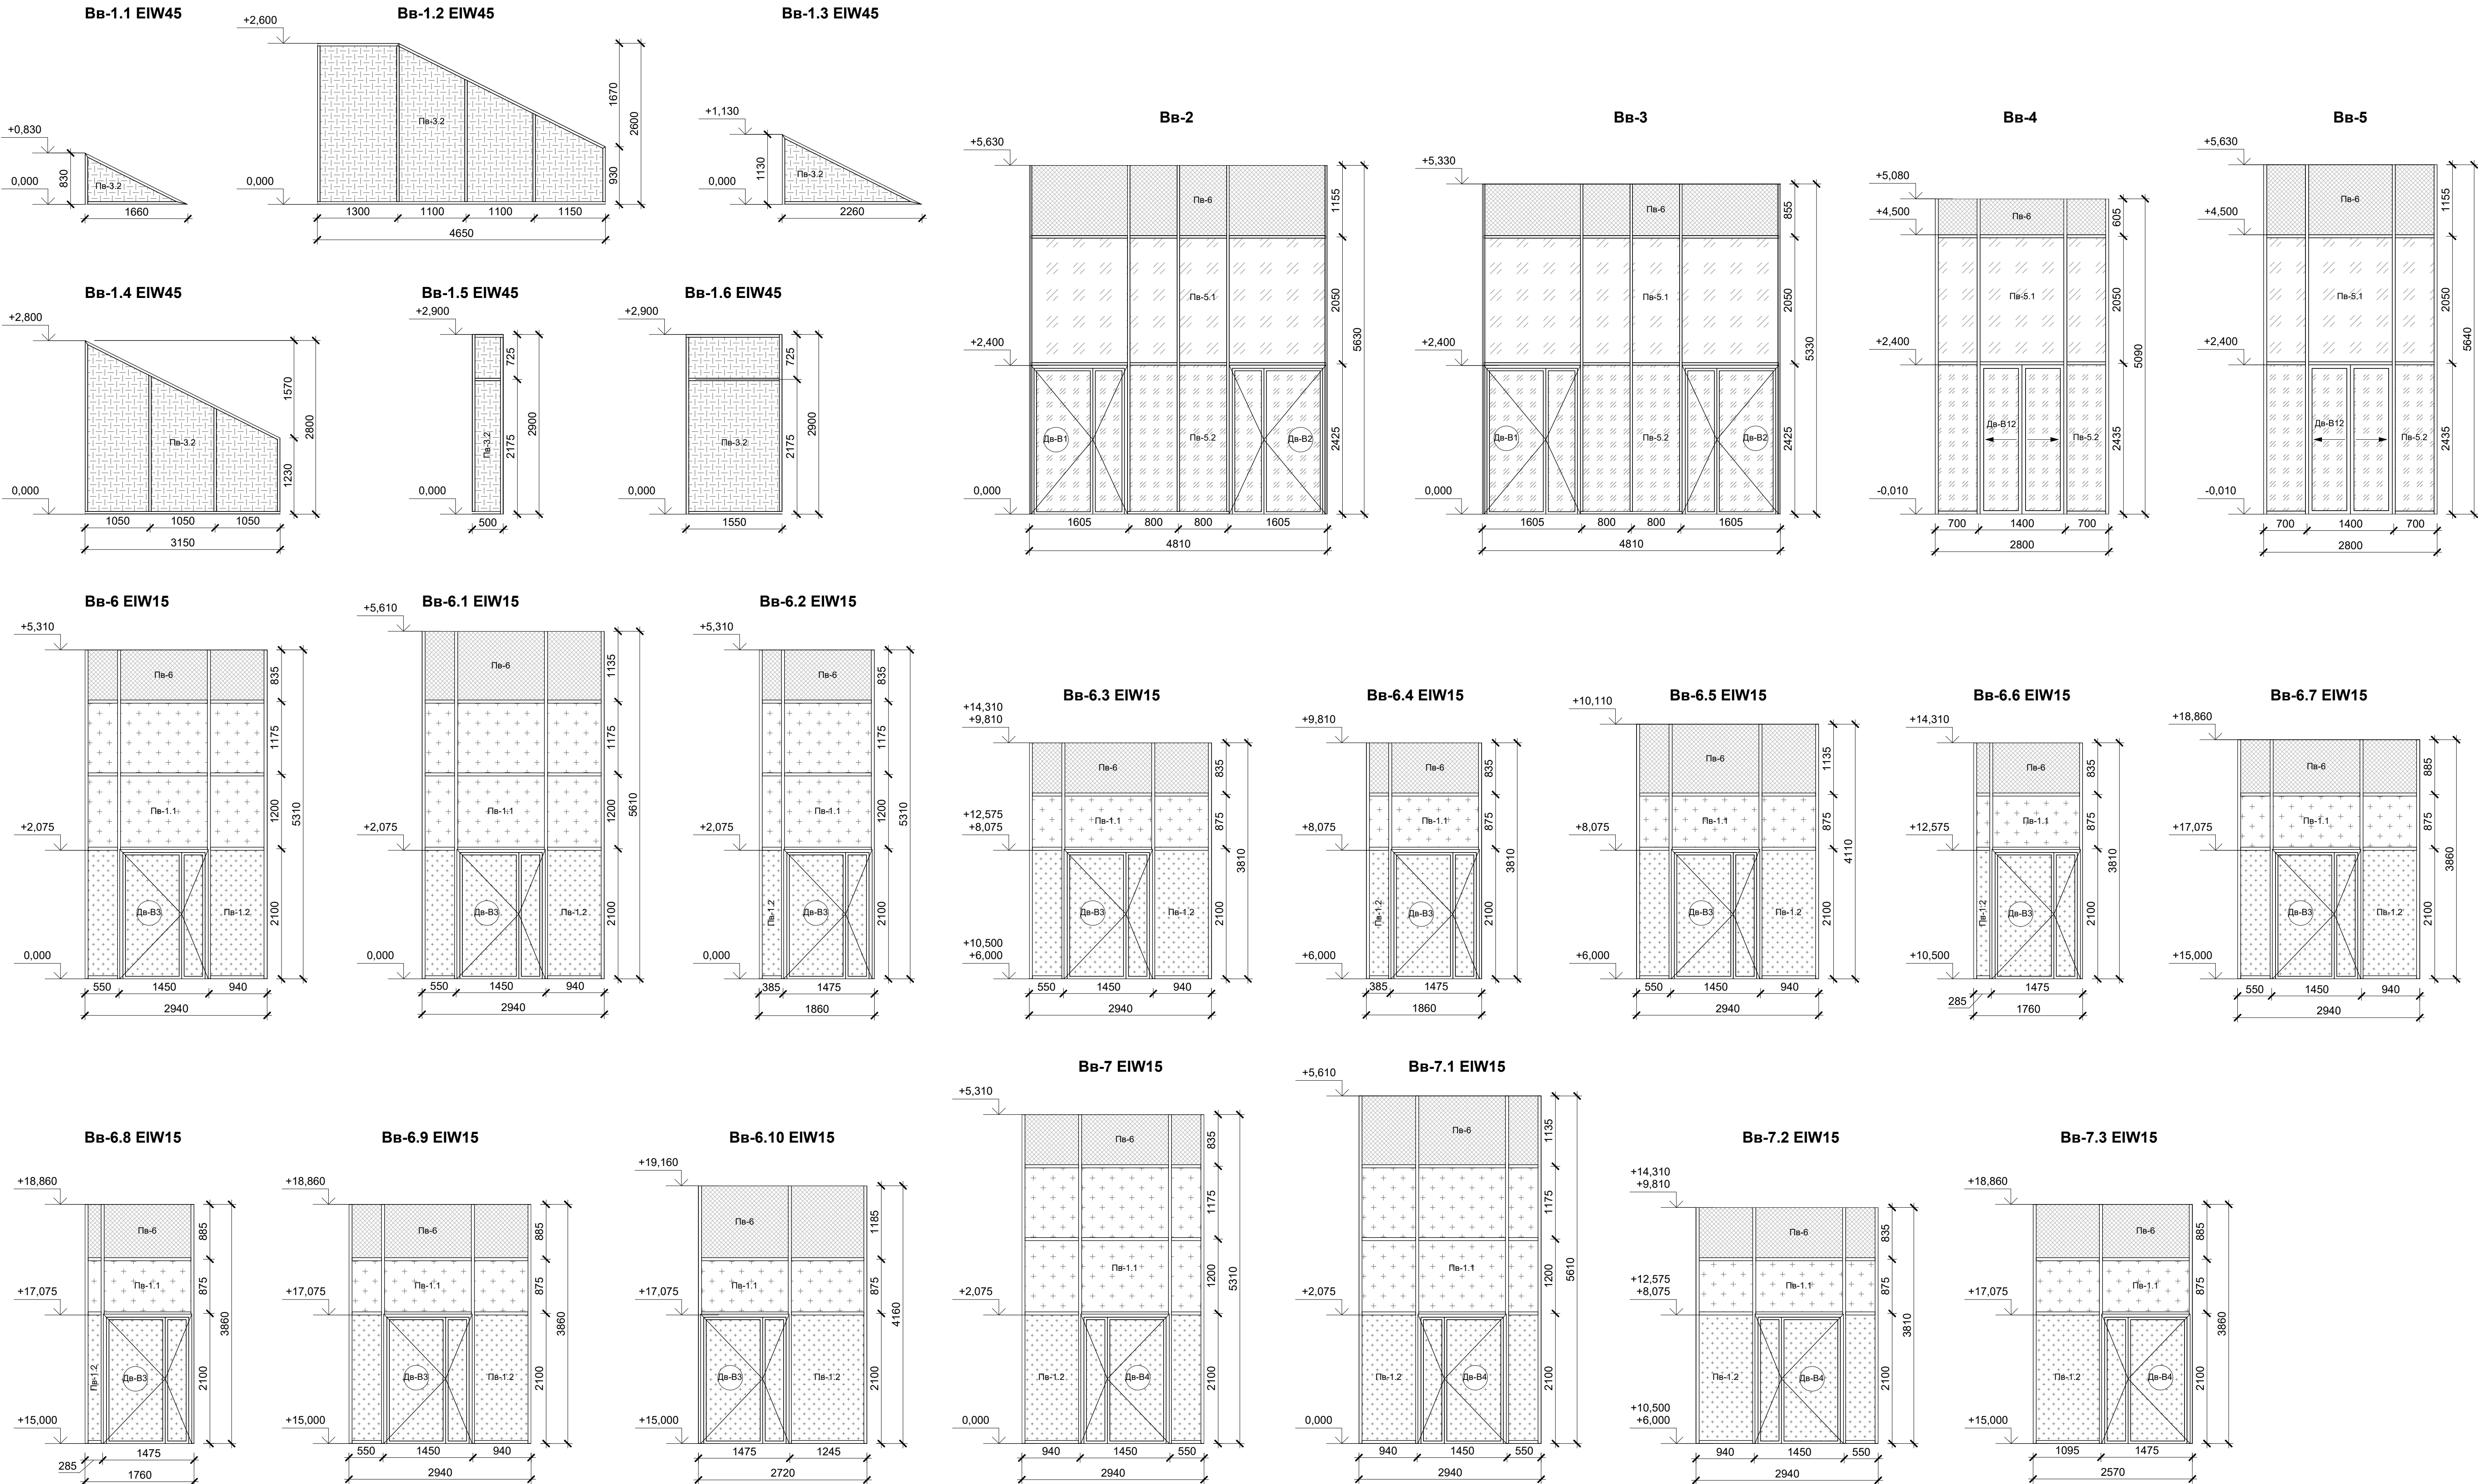 Вв-1.1 EIW45
+0,830
0,000
830
Пв-3.2
1660
Вв-1.2 EIW45
+2,600
0,000
Пв-3.2
1670
930
2600
1300 1100 1100 1150
4650
Вв-1.3 EIW45
+1,130
0,000
1130
Пв-3.2
2260
Вв-2
+5,630
+2,400
0,000
Пв-6
Пв-5.1
Пв-5.2
Дв-В1
Дв-В2
1155
2050
2425
5630
1605 800 800 1605
4810
Вв-3
+5,330
+2,400
0,000
Пв-6
Пв-5.1
Пв-5.2
Дв-В1
Дв-В2
855
2050
2425
5330
1605 800 800 1605
4810
Вв-4
+5,080
+4,500
+2,400
-0,010
Пв-6
Пв-5.1
Дв-В12
Пв-5.2
605
2050
2435
5090
700 1400 700
2800
Вв-5
+5,630
+4,500
+2,400
-0,010
Пв-6
Пв-5.1
Дв-В12
Пв-5.2
1155
2050
2435
5640
700 1400 700
2800
Вв-1.4 EIW45
+2,800
0,000
Пв-3.2
1570
1230
2800
1050 1050 1050
3150
Вв-1.5 EIW45
+2,900
0,000
Пв-3.2
725
2175
2900
500
Вв-1.6 EIW45
+2,900
0,000
Пв-3.2
725
2175
2900
1550
Вв-6 EIW15
+5,310
+2,075
0,000
Пв-6
Пв-1.1
Дв-В3
Пв-1.2
835
1175
1200
2100
5310
550 1450 940
2940
Вв-6.1 EIW15
+5,610
+2,075
0,000
Пв-6
Пв-1.1
Дв-В3
Пв-1.2
1135
1175
1200
2100
5610
550 1450 940
2940
Вв-6.2 EIW15
+5,310
+2,075
0,000
Пв-6
Пв-1.1
Пв-1.2
Дв-В3
835
1175
1200
2100
5310
385 1475
1860
Вв-6.3 EIW15
+14,310
+9,810
+12,575
+8,075
+10,500
+6,000
Пв-6
Пв-1.1
Дв-В3
Пв-1.2
835
875
2100
3810
550 1450 940
2940
Вв-6.4 EIW15
+9,810
+8,075
+6,000
Пв-6
Пв-1.1
Пв-1.2
Дв-В3
835
875
2100
3810
385 1475
1860
Вв-6.5 EIW15
+10,110
+8,075
+6,000
Пв-6
Пв-1.1
Дв-В3
Пв-1.2
1135
875
2100
4110
550 1450 940
2940
Вв-6.6 EIW15
+14,310
+12,575
+10,500
Пв-6
Пв-1.1
Пв-1.2
Дв-В3
835
875
2100
3810
285 1475
1760
Вв-6.7 EIW15
+18,860
+17,075
+15,000
Пв-6
Пв-1.1
Дв-В3
Пв-1.2
885
875
2100
3860
550 1450 940
2940
Вв-6.8 EIW15
+18,860
+17,075
+15,000
Пв-6
Пв-1.1
Пв-1.2
Дв-В3
885
875
2100
3860
285 1475
1760
Вв-6.9 EIW15
+18,860
+17,075
+15,000
Пв-6
Пв-1.1
Дв-В3
Пв-1.2
885
875
2100
3860
550 1450 940
2940
Вв-6.10 EIW15
+19,160
+17,075
+15,000
Пв-6
Пв-1.1
Дв-В3
Пв-1.2
1185
875
2100
4160
1475 1245
2720
Вв-7 EIW15
+5,310
+2,075
0,000
Пв-6
Пв-1.1
Пв-1.2
Дв-В4
835
1175
1200
2100
5310
940 1450 550
2940
Вв-7.1 EIW15
+5,610
+2,075
0,000
Пв-6
Пв-1.1
Пв-1.2
Дв-В4
1135
1175
1200
2100
5610
940 1450 550
2940
Вв-7.2 EIW15
+14,310
+9,810
+12,575
+8,075
+10,500
+6,000
Пв-6
Пв-1.1
Пв-1.2
Дв-В4
835
875
2100
3810
940 1450 550
2940
Вв-7.3 EIW15
+18,860
+17,075
+15,000
Пв-6
Пв-1.1
Пв-1.2
Дв-В4
885
875
2100
3860
1095 1475
2570